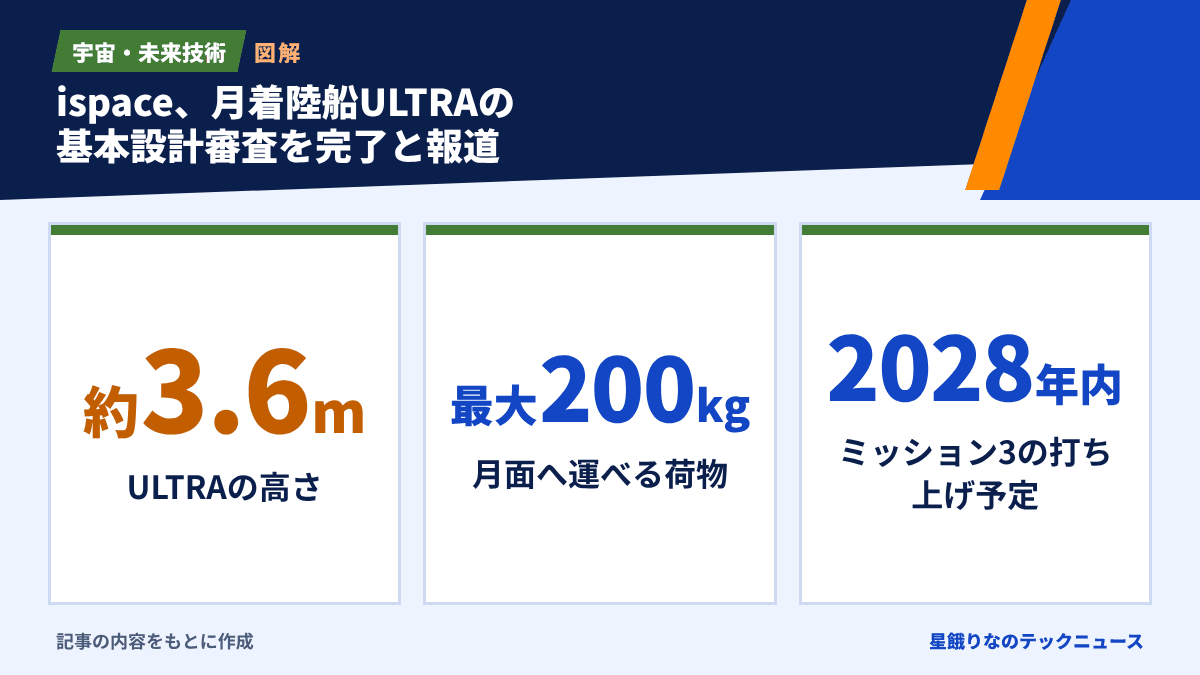 宇宙・未来技術 図解
ispace、月着陸船ULTRAの
基本設計審査を完了と報道
約3.6m
ULTRAの高さ
最大200kg
月面へ運べる荷物
2028年内
ミッション3の打ち
上げ予定
記事の内容をもとに作成
星餓りなのテックニュース